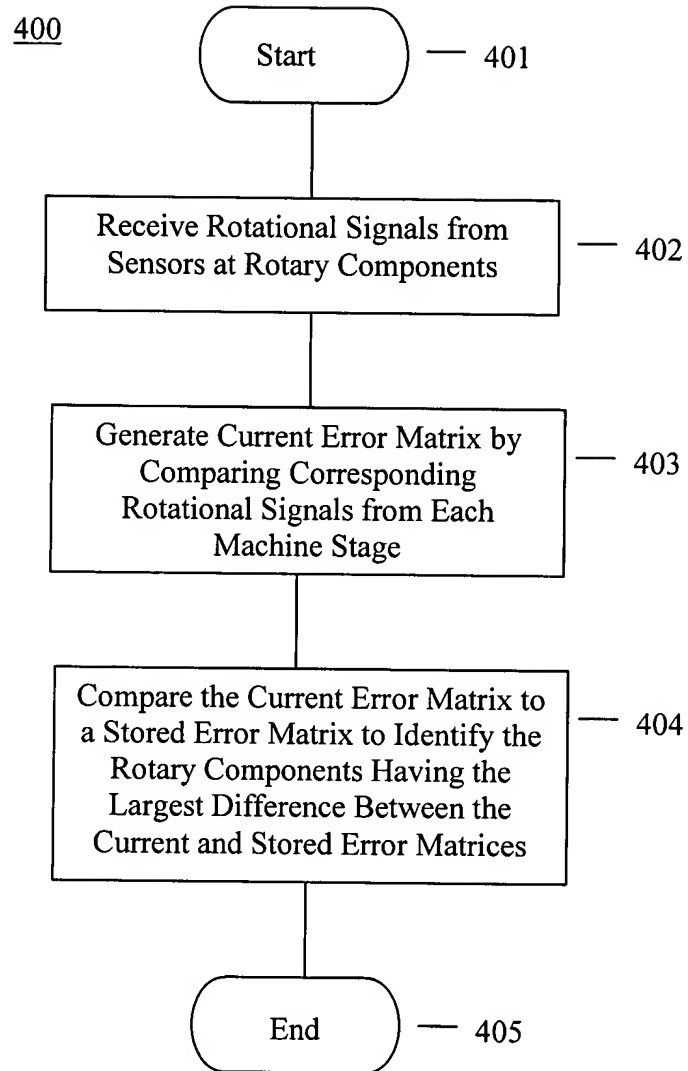 400
Start
401
Receive Rotational Signals from
Sensors at Rotary Components
402
Generate Current Error Matrix by
Comparing Corresponding
Rotational Signals from Each
Machine Stage
403
Compare the Current Error Matrix to
a Stored Error Matrix to Identify the
Rotary Components Having the
Largest Difference Between the
Current and Stored Error Matrices
404
End
405